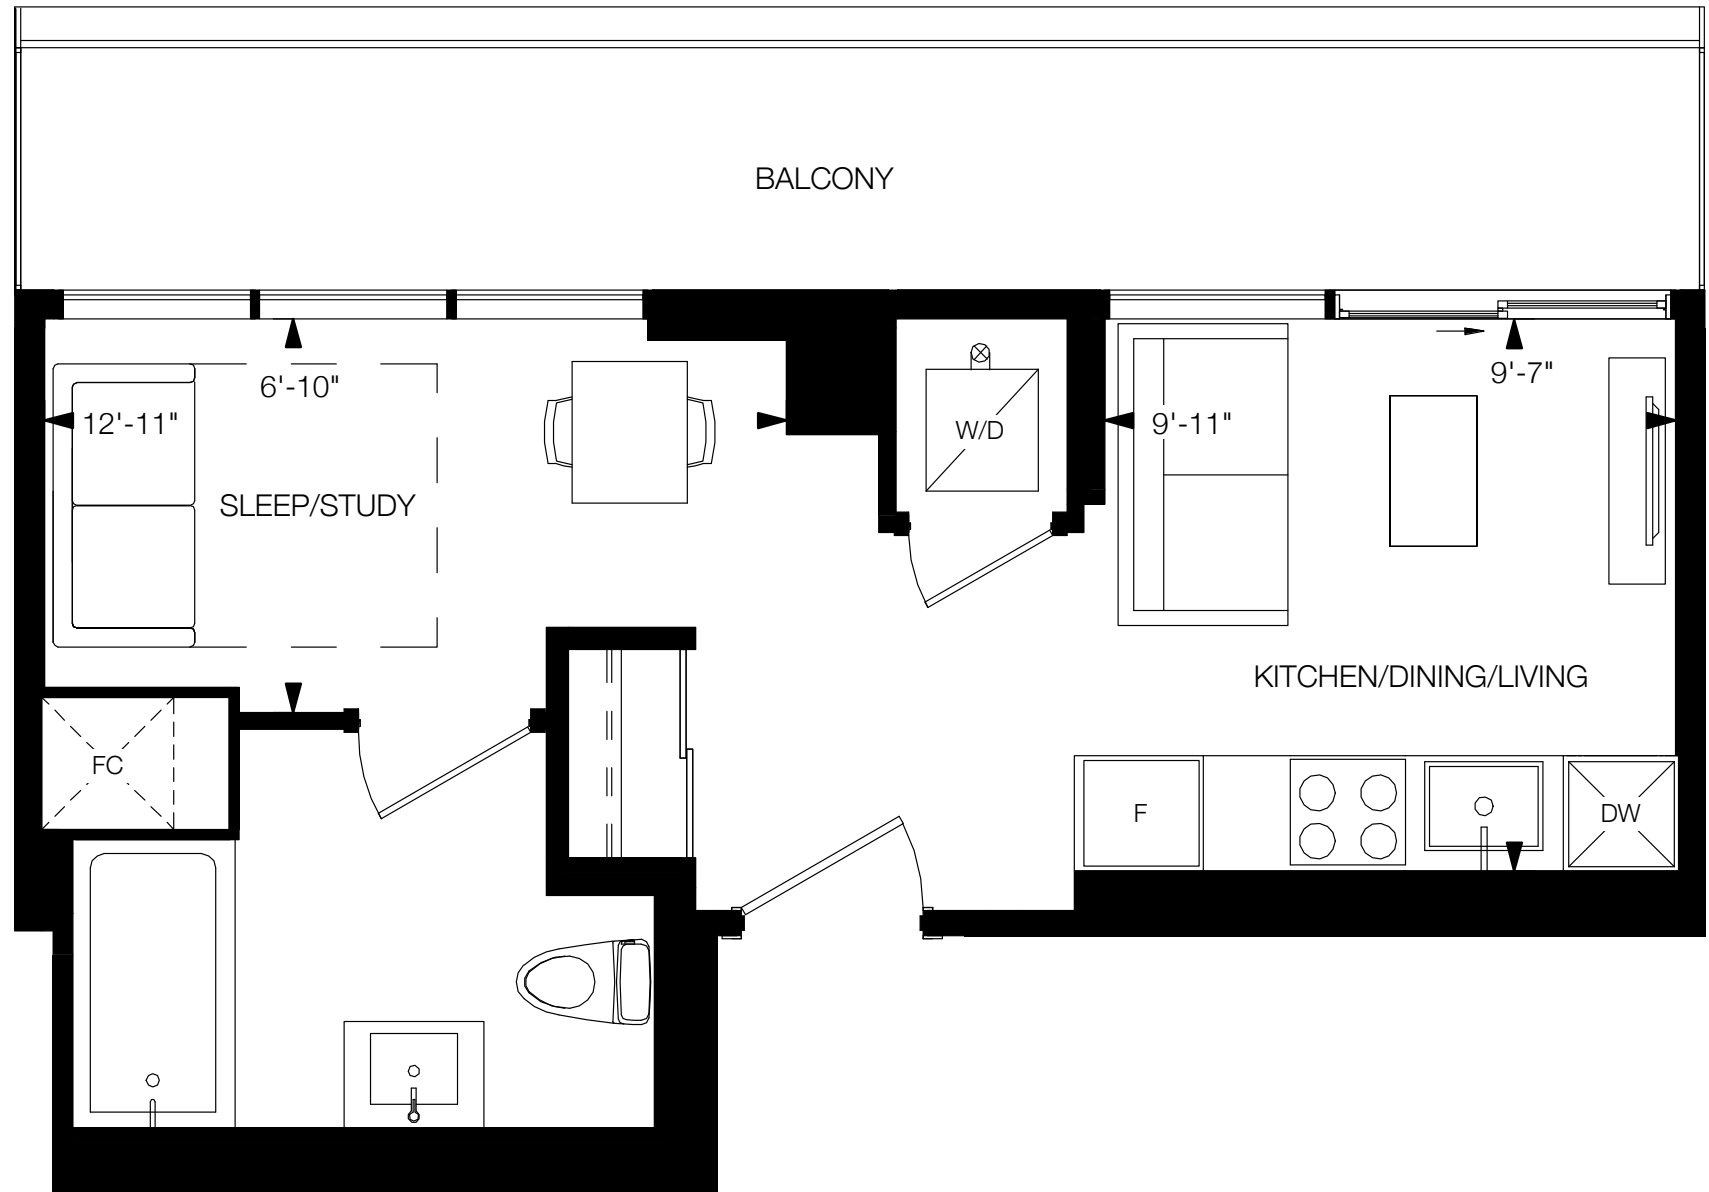 BALCONY
6'-10"
9'-7"
12'-11"
W/D
9'-11"
SLEEP/STUDY
KITCHEN/DINING/LIVING
FC
F
DW